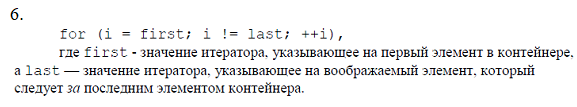 6.
for (i = first; i != last; ++i),
где first - значение итератора, указывающее на первый элемент в контейнере,
а last — значение итератора, указывающее на воображаемый элемент, который
следует за последним элементом контейнера.